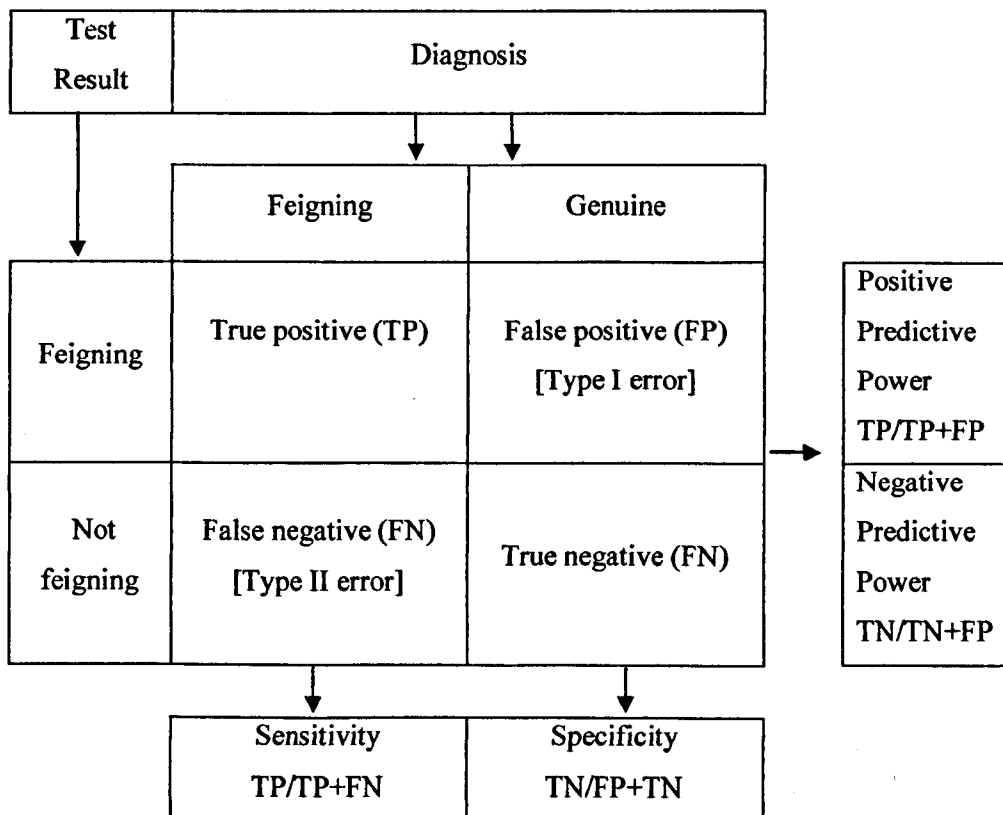 Test
Result
Diagnosis
Feigning
Genuine
Feigning
True positive (TP)
False positive (FP)
[Type I error]
Positive
Predictive
Power
TP/TP+FP
Not
feigning
False negative (FN)
[Type II error]
True negative (FN)
Negative
Predictive
Power
TN/TN+FP
Sensitivity
TP/TP+FN
Specificity
TN/FP+TN